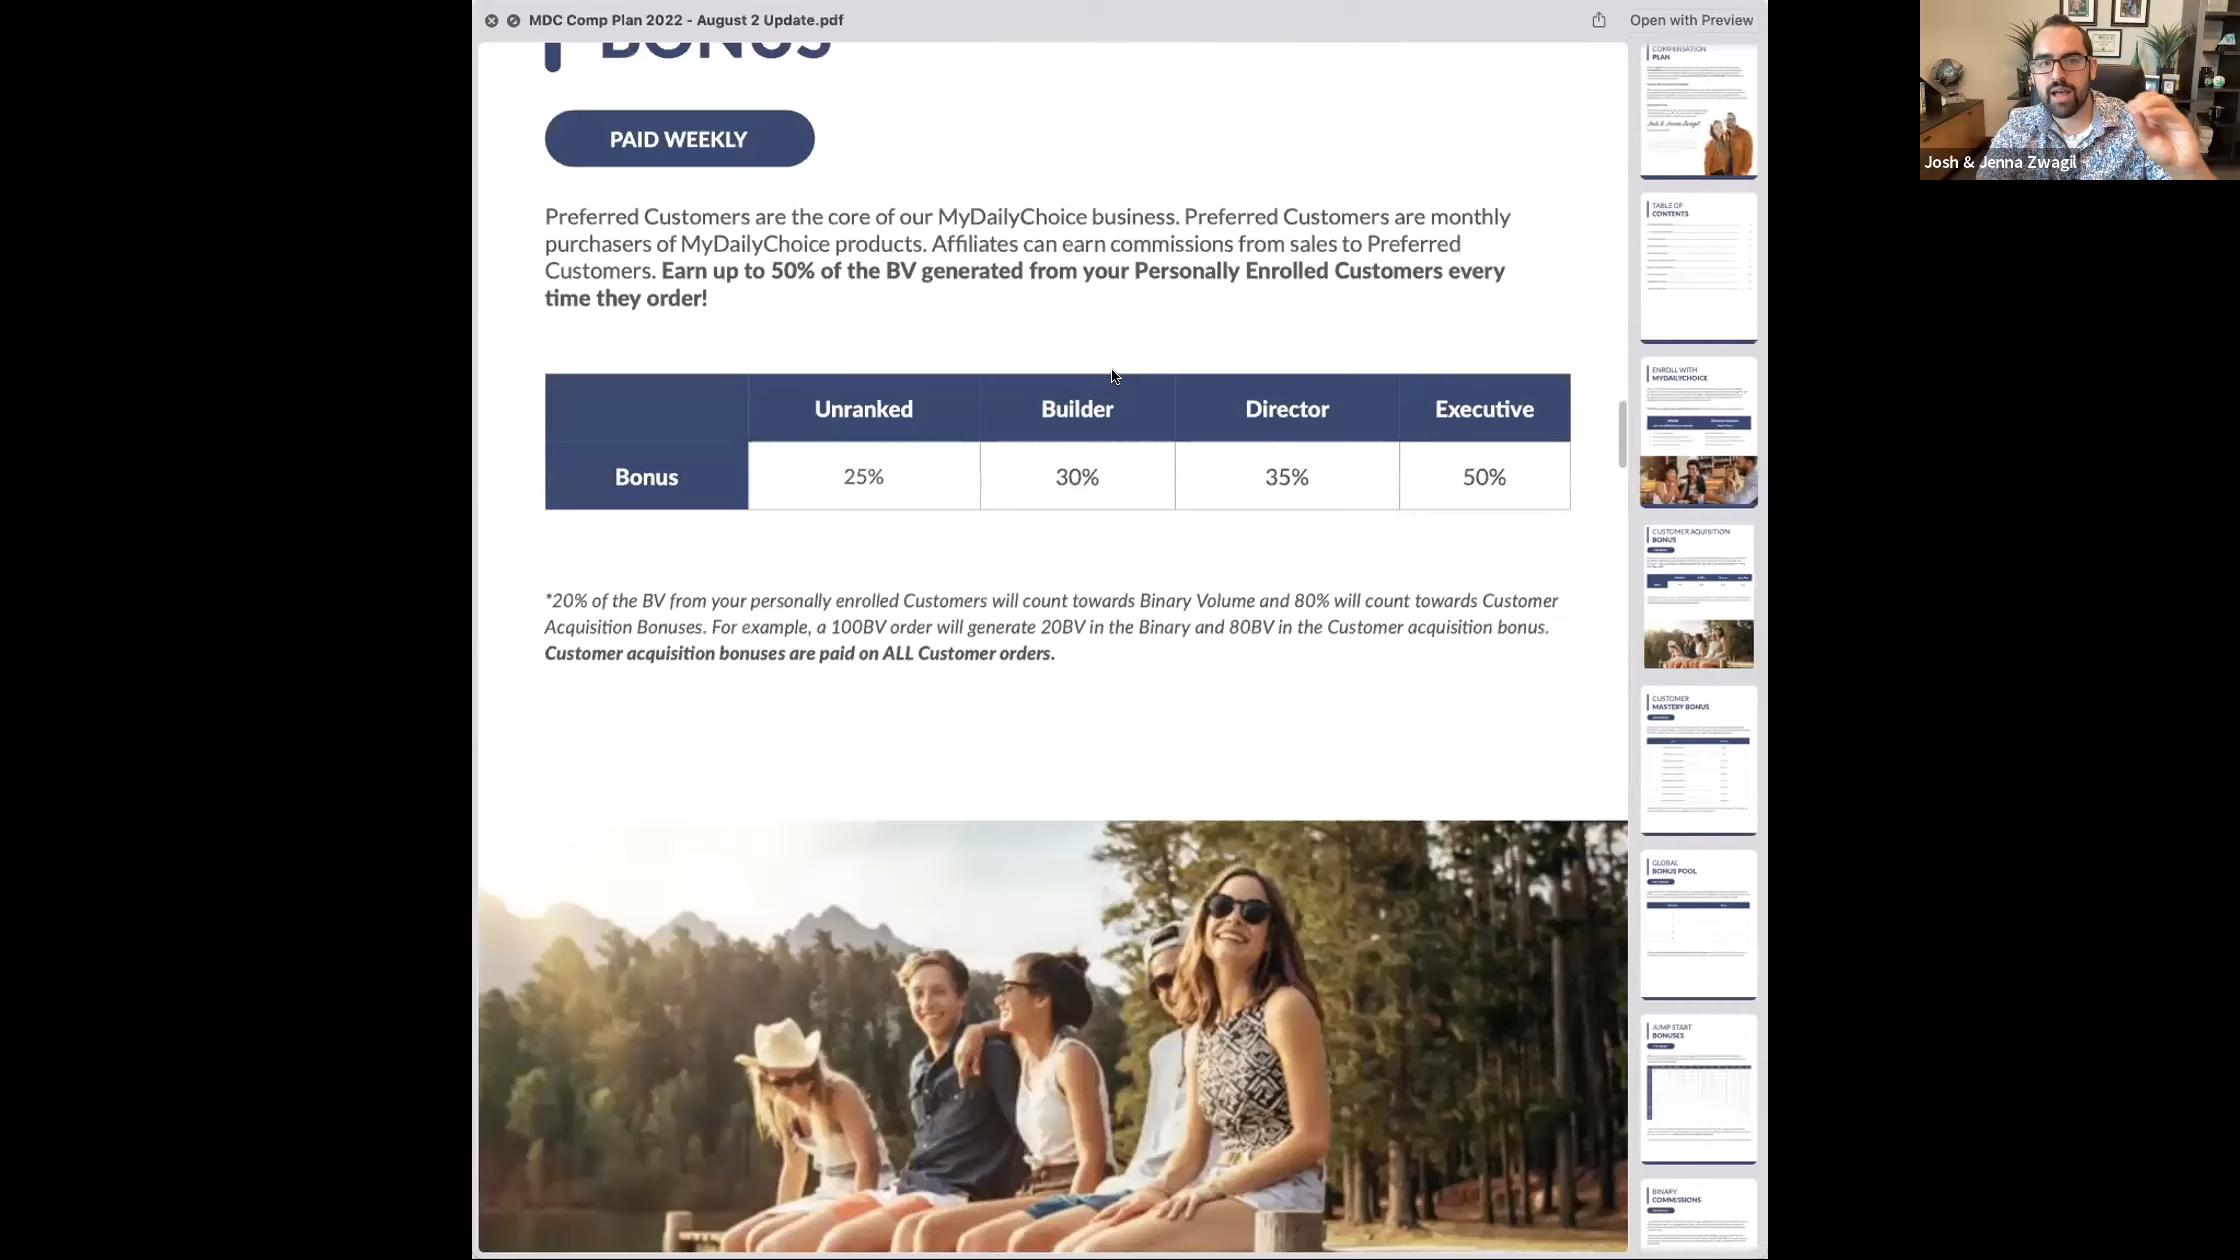 MDC Comp Plan 2022 - August 2 Update.pdf
Open with Preview
BONUS
PAID WEEKLY
Preferred Customers are the core of our MyDailyChoice business. Preferred Customers are monthly
purchasers of MyDailyChoice products. Affiliates can earn commissions from sales to Preferred
Customers. Earn up to 50% of the BV generated from your Personally Enrolled Customers every
time they order!
Unranked Builder Director Executive
Bonus 25% 30% 35% 50%
*20% of the BV from your personally enrolled Customers will count towards Binary Volume and 80% will count towards Customer
Acquisition Bonuses. For example, a 100BV order will generate 20BV in the Binary and 80BV in the Customer acquisition bonus.
Customer acquisition bonuses are paid on ALL Customer orders.
COMPENSATION
PLAN
TABLE OF
CONTENTS
ENROLL WITH
MYDAILYCHOICE
CUSTOMER AQUISITION
BONUS
CUSTOMER
MASTERY BONUS
GLOBAL
BONUS POOL
JUMP START
BONUSES
BINARY
COMMISSIONS
Josh & Jenna Zwagil